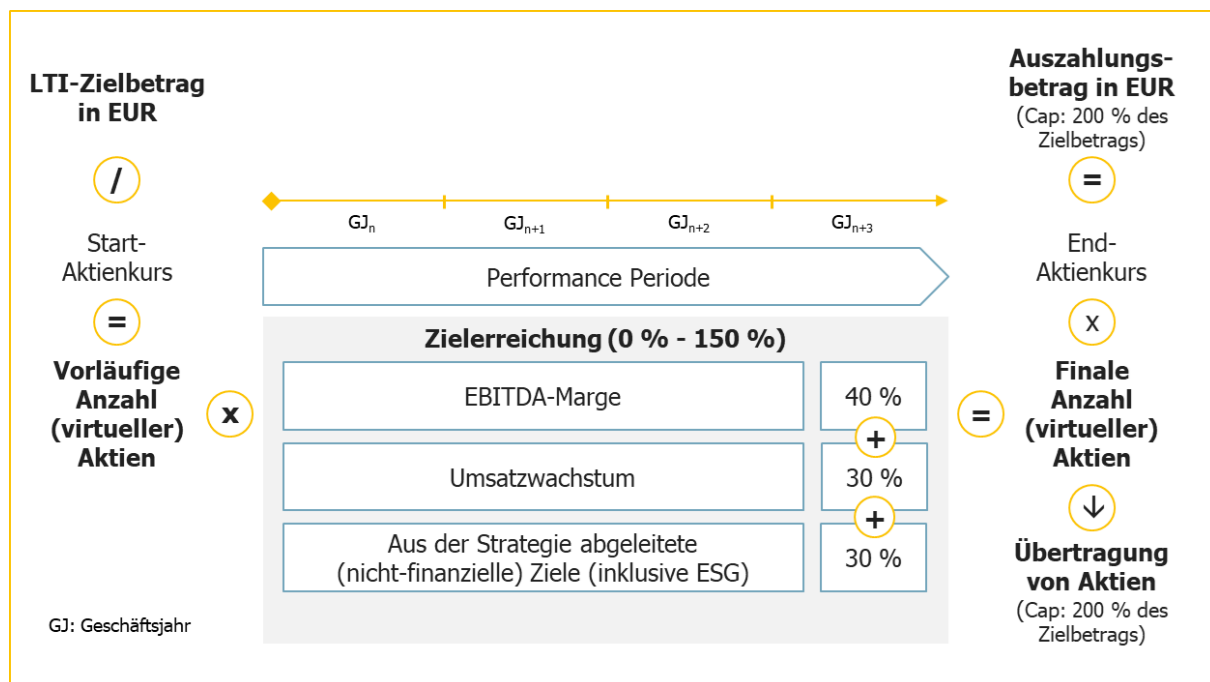 LTI-Zielbetrag
in EUR
/
Start-
Aktienkurs
=
Vorläufige
Anzahl
(virtueller)
Aktien
x
GJn
GJn+1
GJn+2
GJn+3
Performance Periode
Zielerreichung (0 % - 150 %)
EBITDA-Marge
40 %
+
Umsatzwachstum
30 %
+
Aus der Strategie abgeleitete
(nicht-finanzielle) Ziele (inklusive ESG)
30 %
=
Auszahlungs-
betrag in EUR
(Cap: 200 % des
Zielbetrags)
=
End-
Aktienkurs
x
Finale
Anzahl
(virtueller)
Aktien
Übertragung
von Aktien
(Cap: 200 % des
Zielbetrags)
GJ: Geschäftsjahr